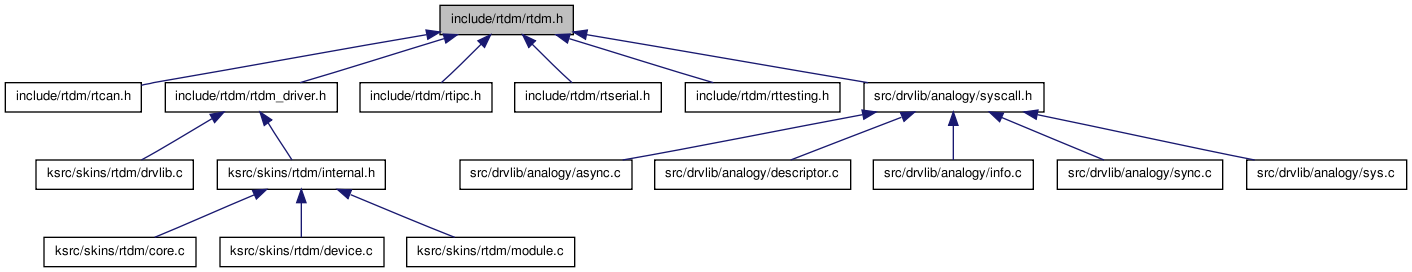 include/rtdm/rtdm.h
include/rtdm/rtcan.h
include/rtdm/rtdm_driver.h
include/rtdm/rtipc.h
include/rtdm/rtserial.h
include/rtdm/rttesting.h
src/drvlib/analogy/syscall.h
ksrc/skins/rtdm/drvlib.c
ksrc/skins/rtdm/internal.h
src/drvlib/analogy/async.c
src/drvlib/analogy/descriptor.c
src/drvlib/analogy/info.c
src/drvlib/analogy/sync.c
src/drvlib/analogy/sys.c
ksrc/skins/rtdm/core.c
ksrc/skins/rtdm/device.c
ksrc/skins/rtdm/module.c